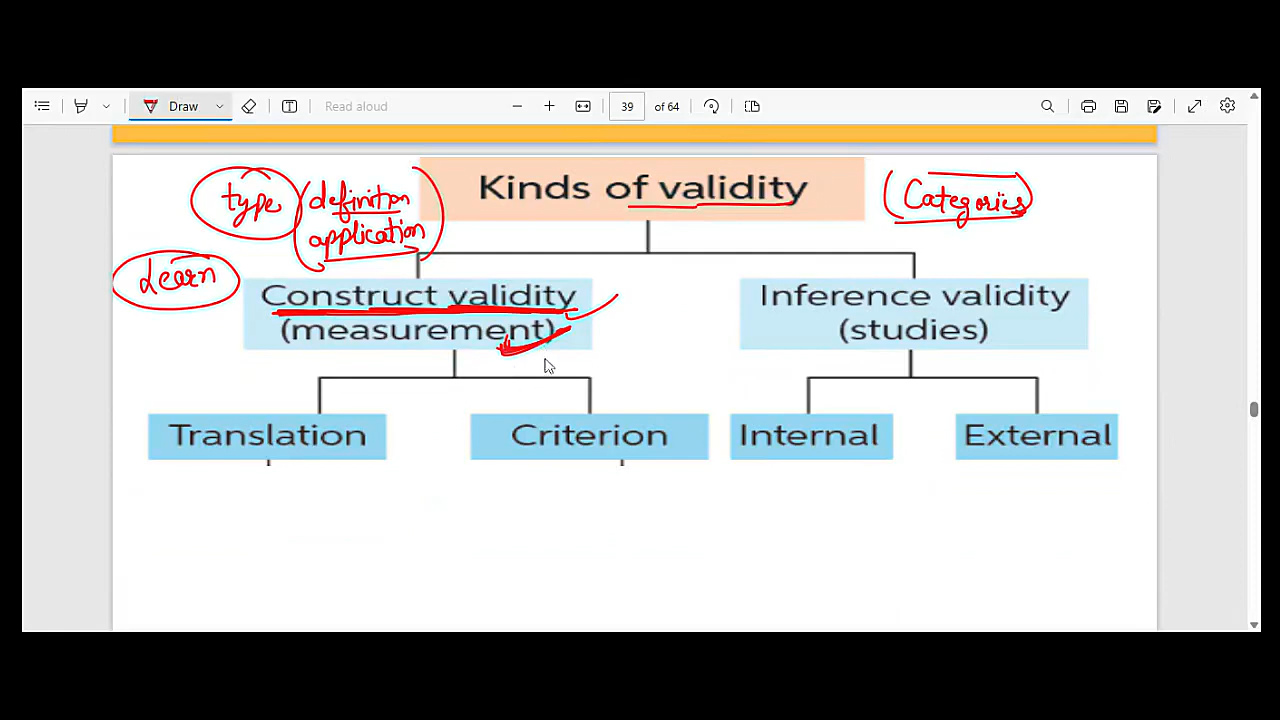 Draw
Read aloud
39 of 64
Kinds of validity
type
definition
application
Categories
Learn
Construct validity
(measurement)
Inference validity
(studies)
Translation
Criterion
Internal
External